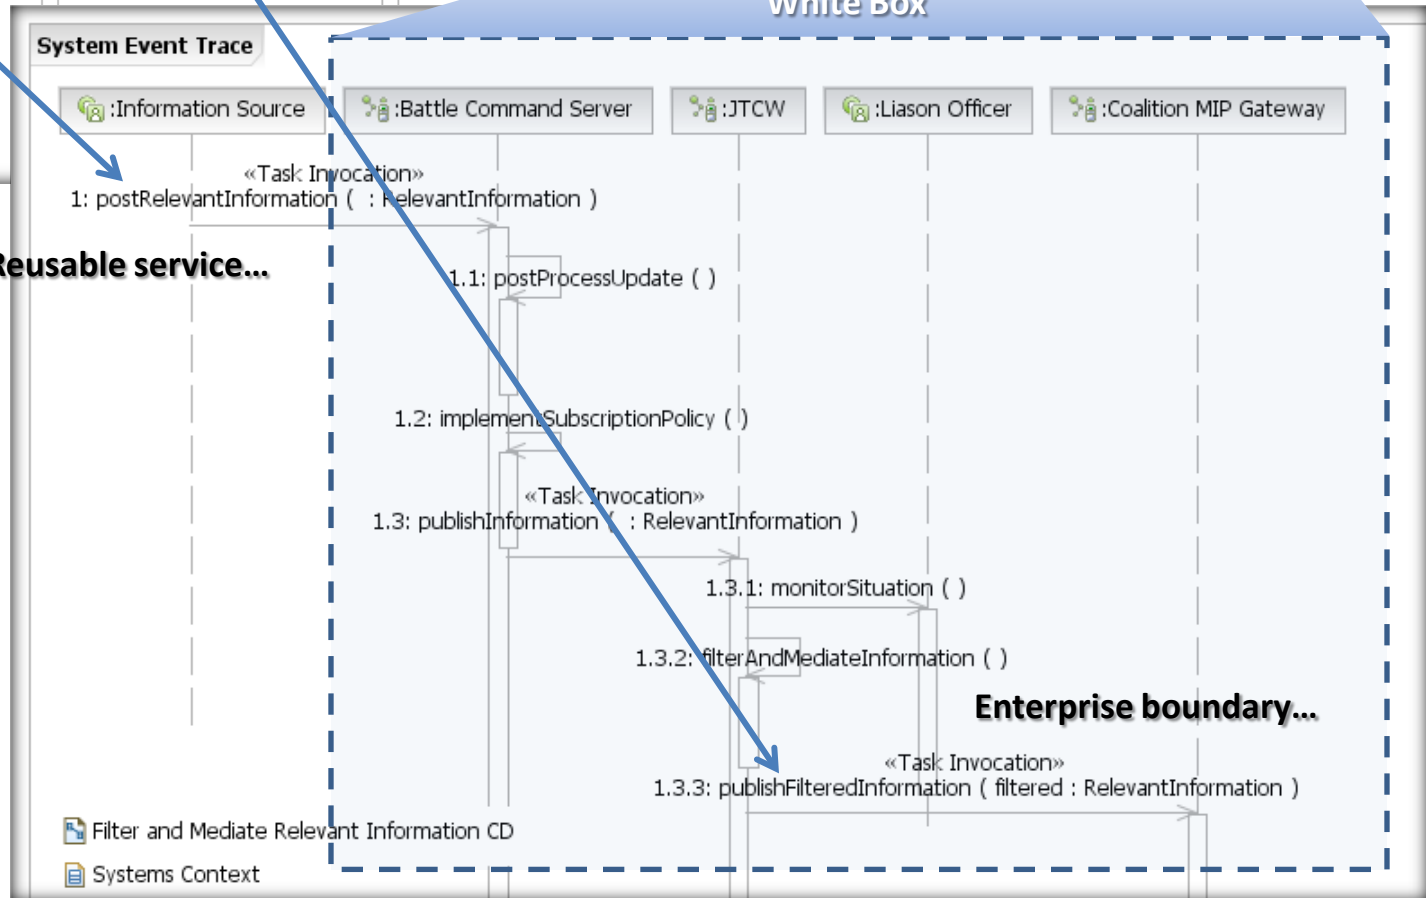 White Box
System Event Trace
:Information Source
:Battle Command Server
:JTCW
:Liason Officer
:Coalition MIP Gateway
«Task Invocation»
1: postRelevantInformation ( : RelevantInformation )
Reusable service…
1.1: postProcessUpdate ( )
1.2: implementSubscriptionPolicy ( )
«Task Invocation»
1.3: publishInformation ( : RelevantInformation )
1.3.1: monitorSituation ( )
1.3.2: filterAndMediateInformation ( )
Enterprise boundary…
«Task Invocation»
1.3.3: publishFilteredInformation ( filtered : RelevantInformation )
Filter and Mediate Relevant Information CD
Systems Context